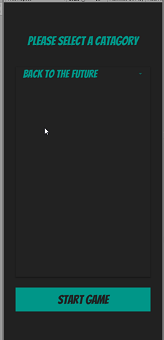 PLEASE SELECT A CATAGORY
BACK TO THE FUTURE
START GAME